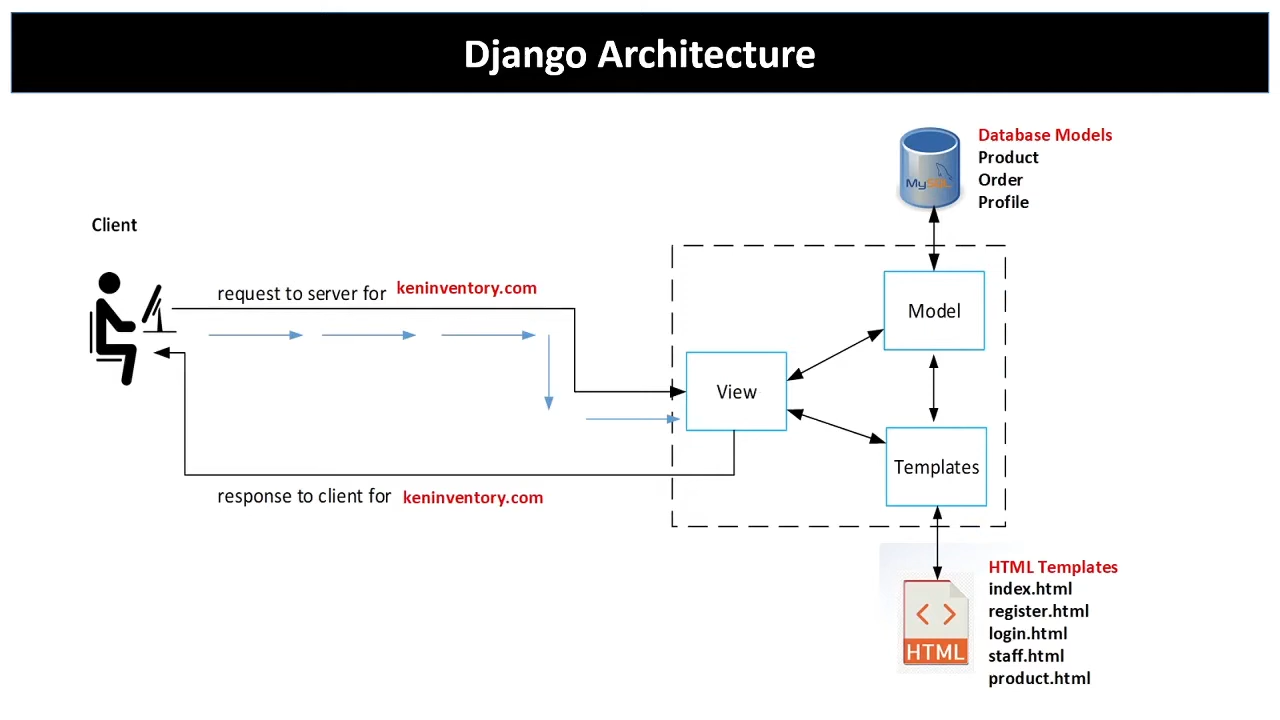 Django Architecture
Database Models
Product
Order
Profile
MySQL
Client
request to server for keninventory.com
Model
View
Templates
response to client for keninventory.com
HTML Templates
index.html
register.html
login.html
staff.html
product.html
HTML